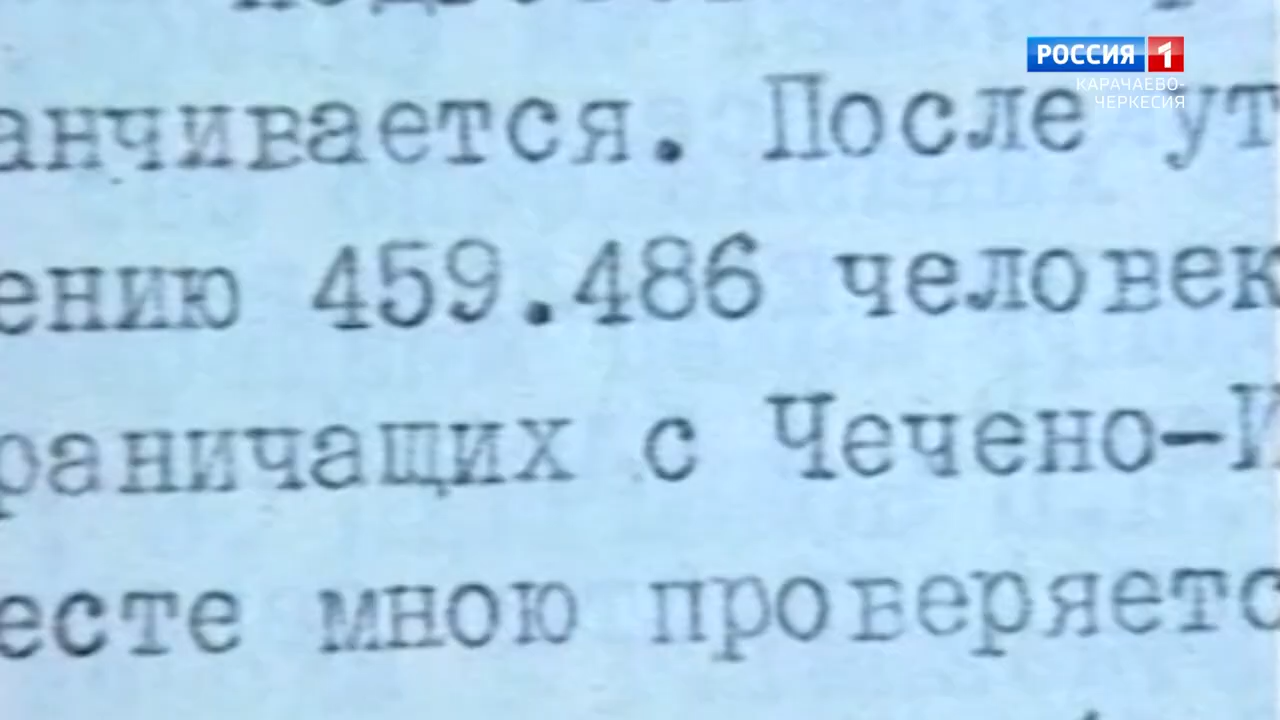 РОССИЯ 1
КАРАЧАЕВО-
ЧЕРКЕСИЯ
анчивается. После ут
ению 459.486 человек
раничащих с Чечено-И
есте мною проверяетс